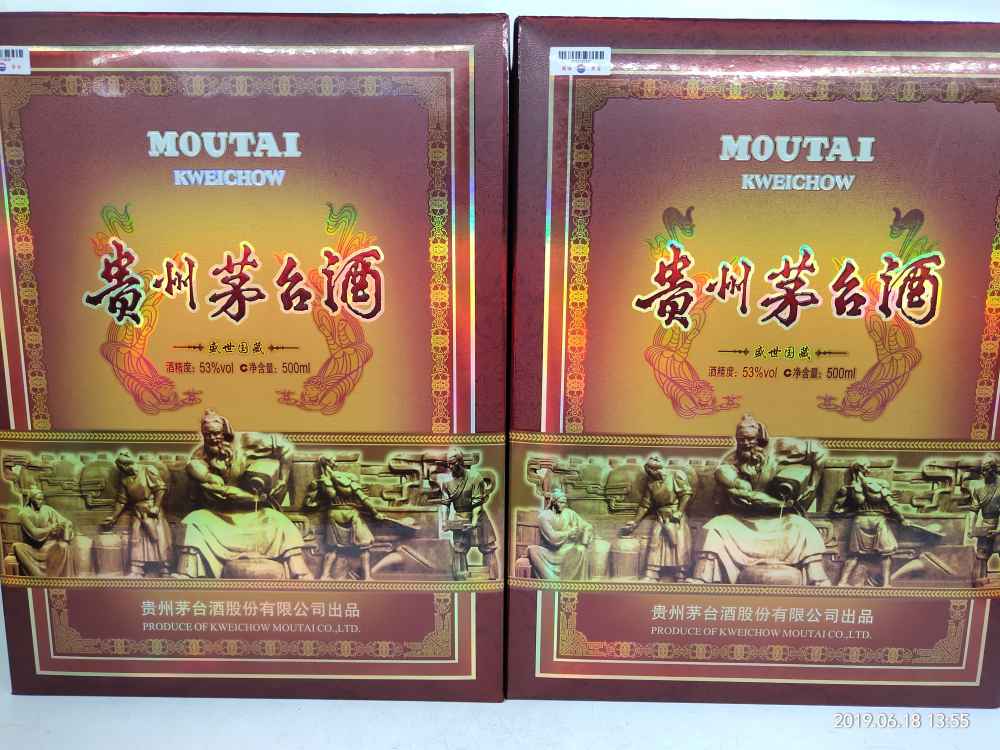 MOUTAI
KWEICHOW
贵州茅台酒
盛世国藏
酒精度：53%vol 净含量：500ml
贵州茅台酒股份有限公司出品
PRODUCE OF KWEICHOW MOUTAI CO.,LTD.
MOUTAI
KWEICHOW
贵州茅台酒
盛世国藏
酒精度：53%vol 净含量：500ml
贵州茅台酒股份有限公司出品
PRODUCE OF KWEICHOW MOUTAI CO.,LTD.
2019.06.18 13:55